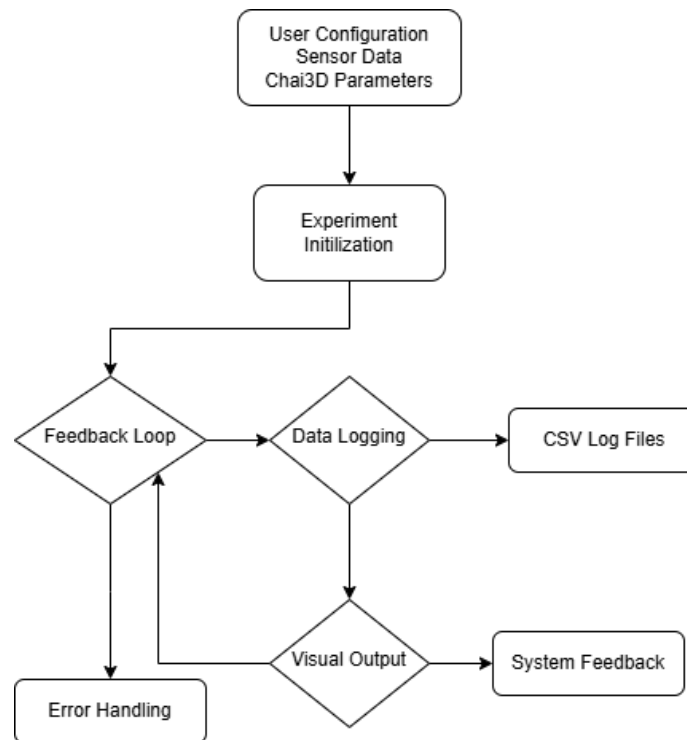 User Configuration
Sensor Data
Chai3D Parameters
Experiment
Initilization
Feedback Loop
Data Logging
CSV Log Files
Visual Output
System Feedback
Error Handling